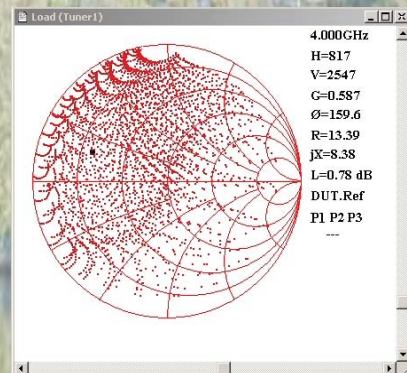 Load (Tuner1)
4.000GHz
H=817
V=2547
G=0.587
Ø=159.6
R=13.39
jX=8.38
L=0.78 dB
DUT.Ref
P1 P2 P3
---